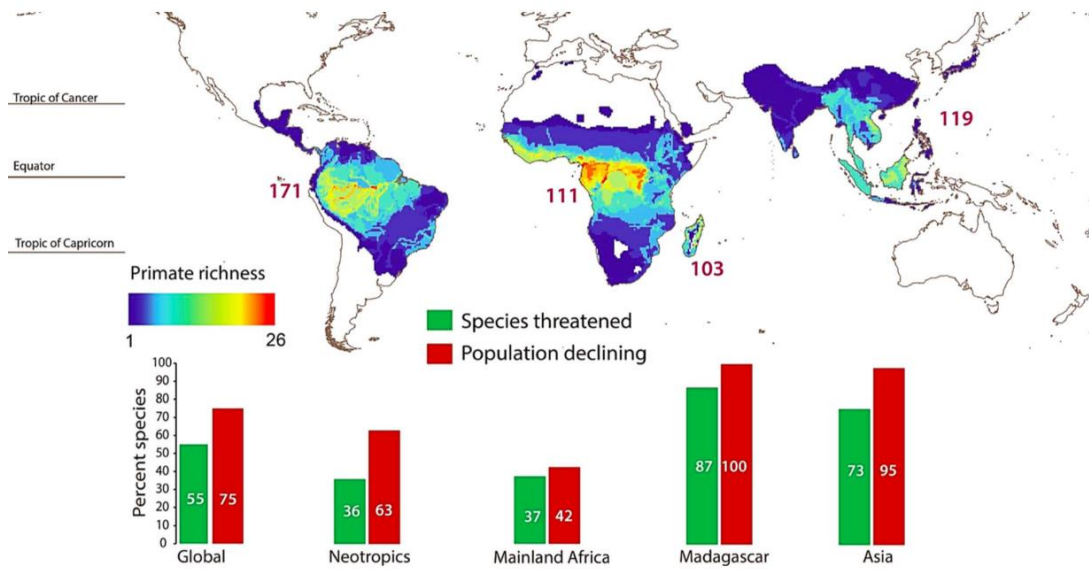 Tropic of Cancer
119
Equator
171
111
Tropic of Capricorn
103
Primate richness
1 26
Species threatened
Population declining
Percent species
100
90
80
70
60
50
40
30
20
10
0
55 75
36 63
37 42
87 100
73 95
Global Neotropics Mainland Africa Madagascar Asia